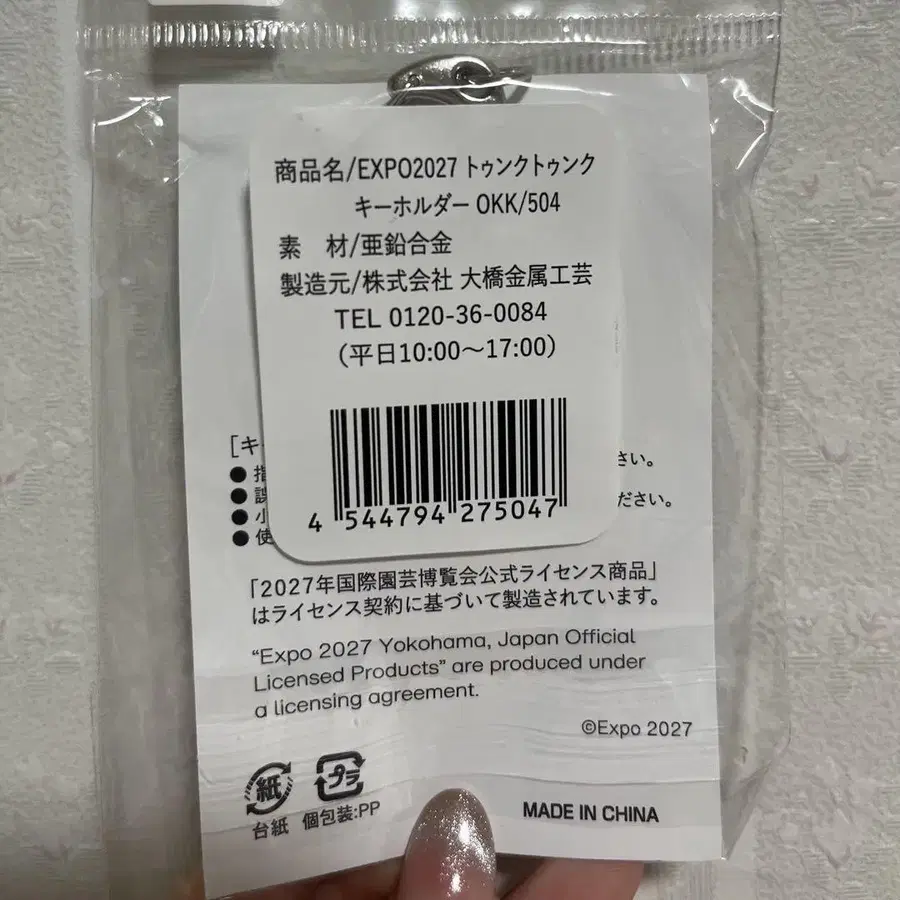 商品名/EXPO2027 トゥンクトゥンク
キーホルダー OKK/504
素　材/亜鉛合金
製造元/株式会社 大橋金属工芸
TEL 0120-36-0084
（平日10:00～17:00）
4 544794 275047
［キー
● 指 さい。
● 誤 ださい。
● 小
● 使
「2027年国際園芸博覧会公式ライセンス商品」
はライセンス契約に基づいて製造されています。
“Expo 2027 Yokohama, Japan Official
Licensed Products” are produced under
a licensing agreement.
©Expo 2027
紙 プラ
台紙 個包装:PP
MADE IN CHINA